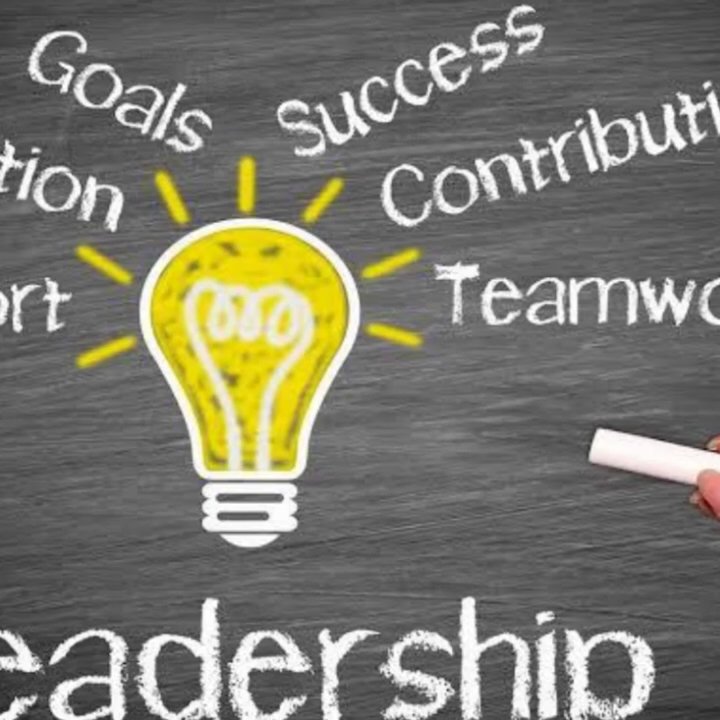 Goals
Success
tion
Contributi
ort
Teamwo
eadership